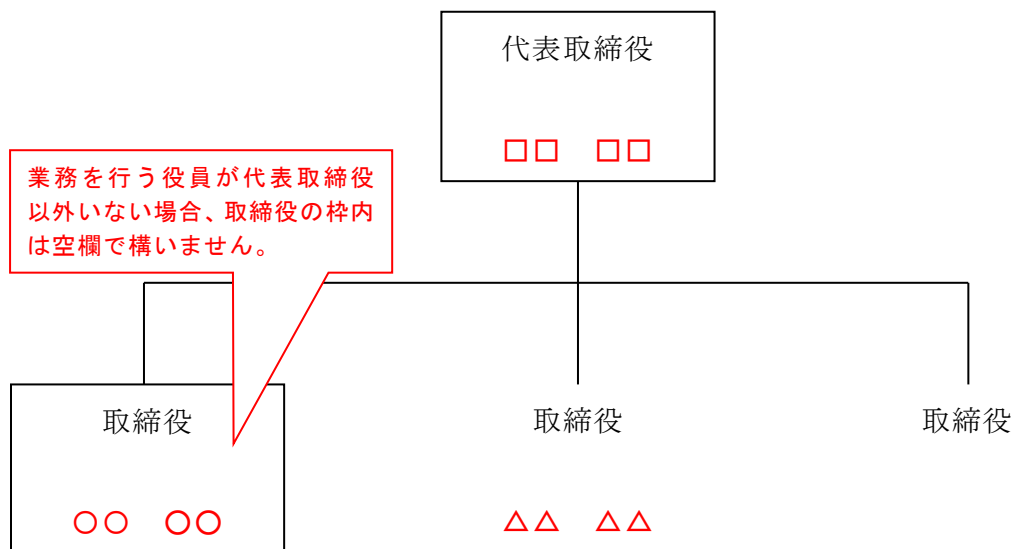 代表取締役
□□　□□
業務を行う役員が代表取締役
以外いない場合、取締役の枠内
は空欄で構いません。
取締役　取締役　取締役
○○　○○　△△　△△